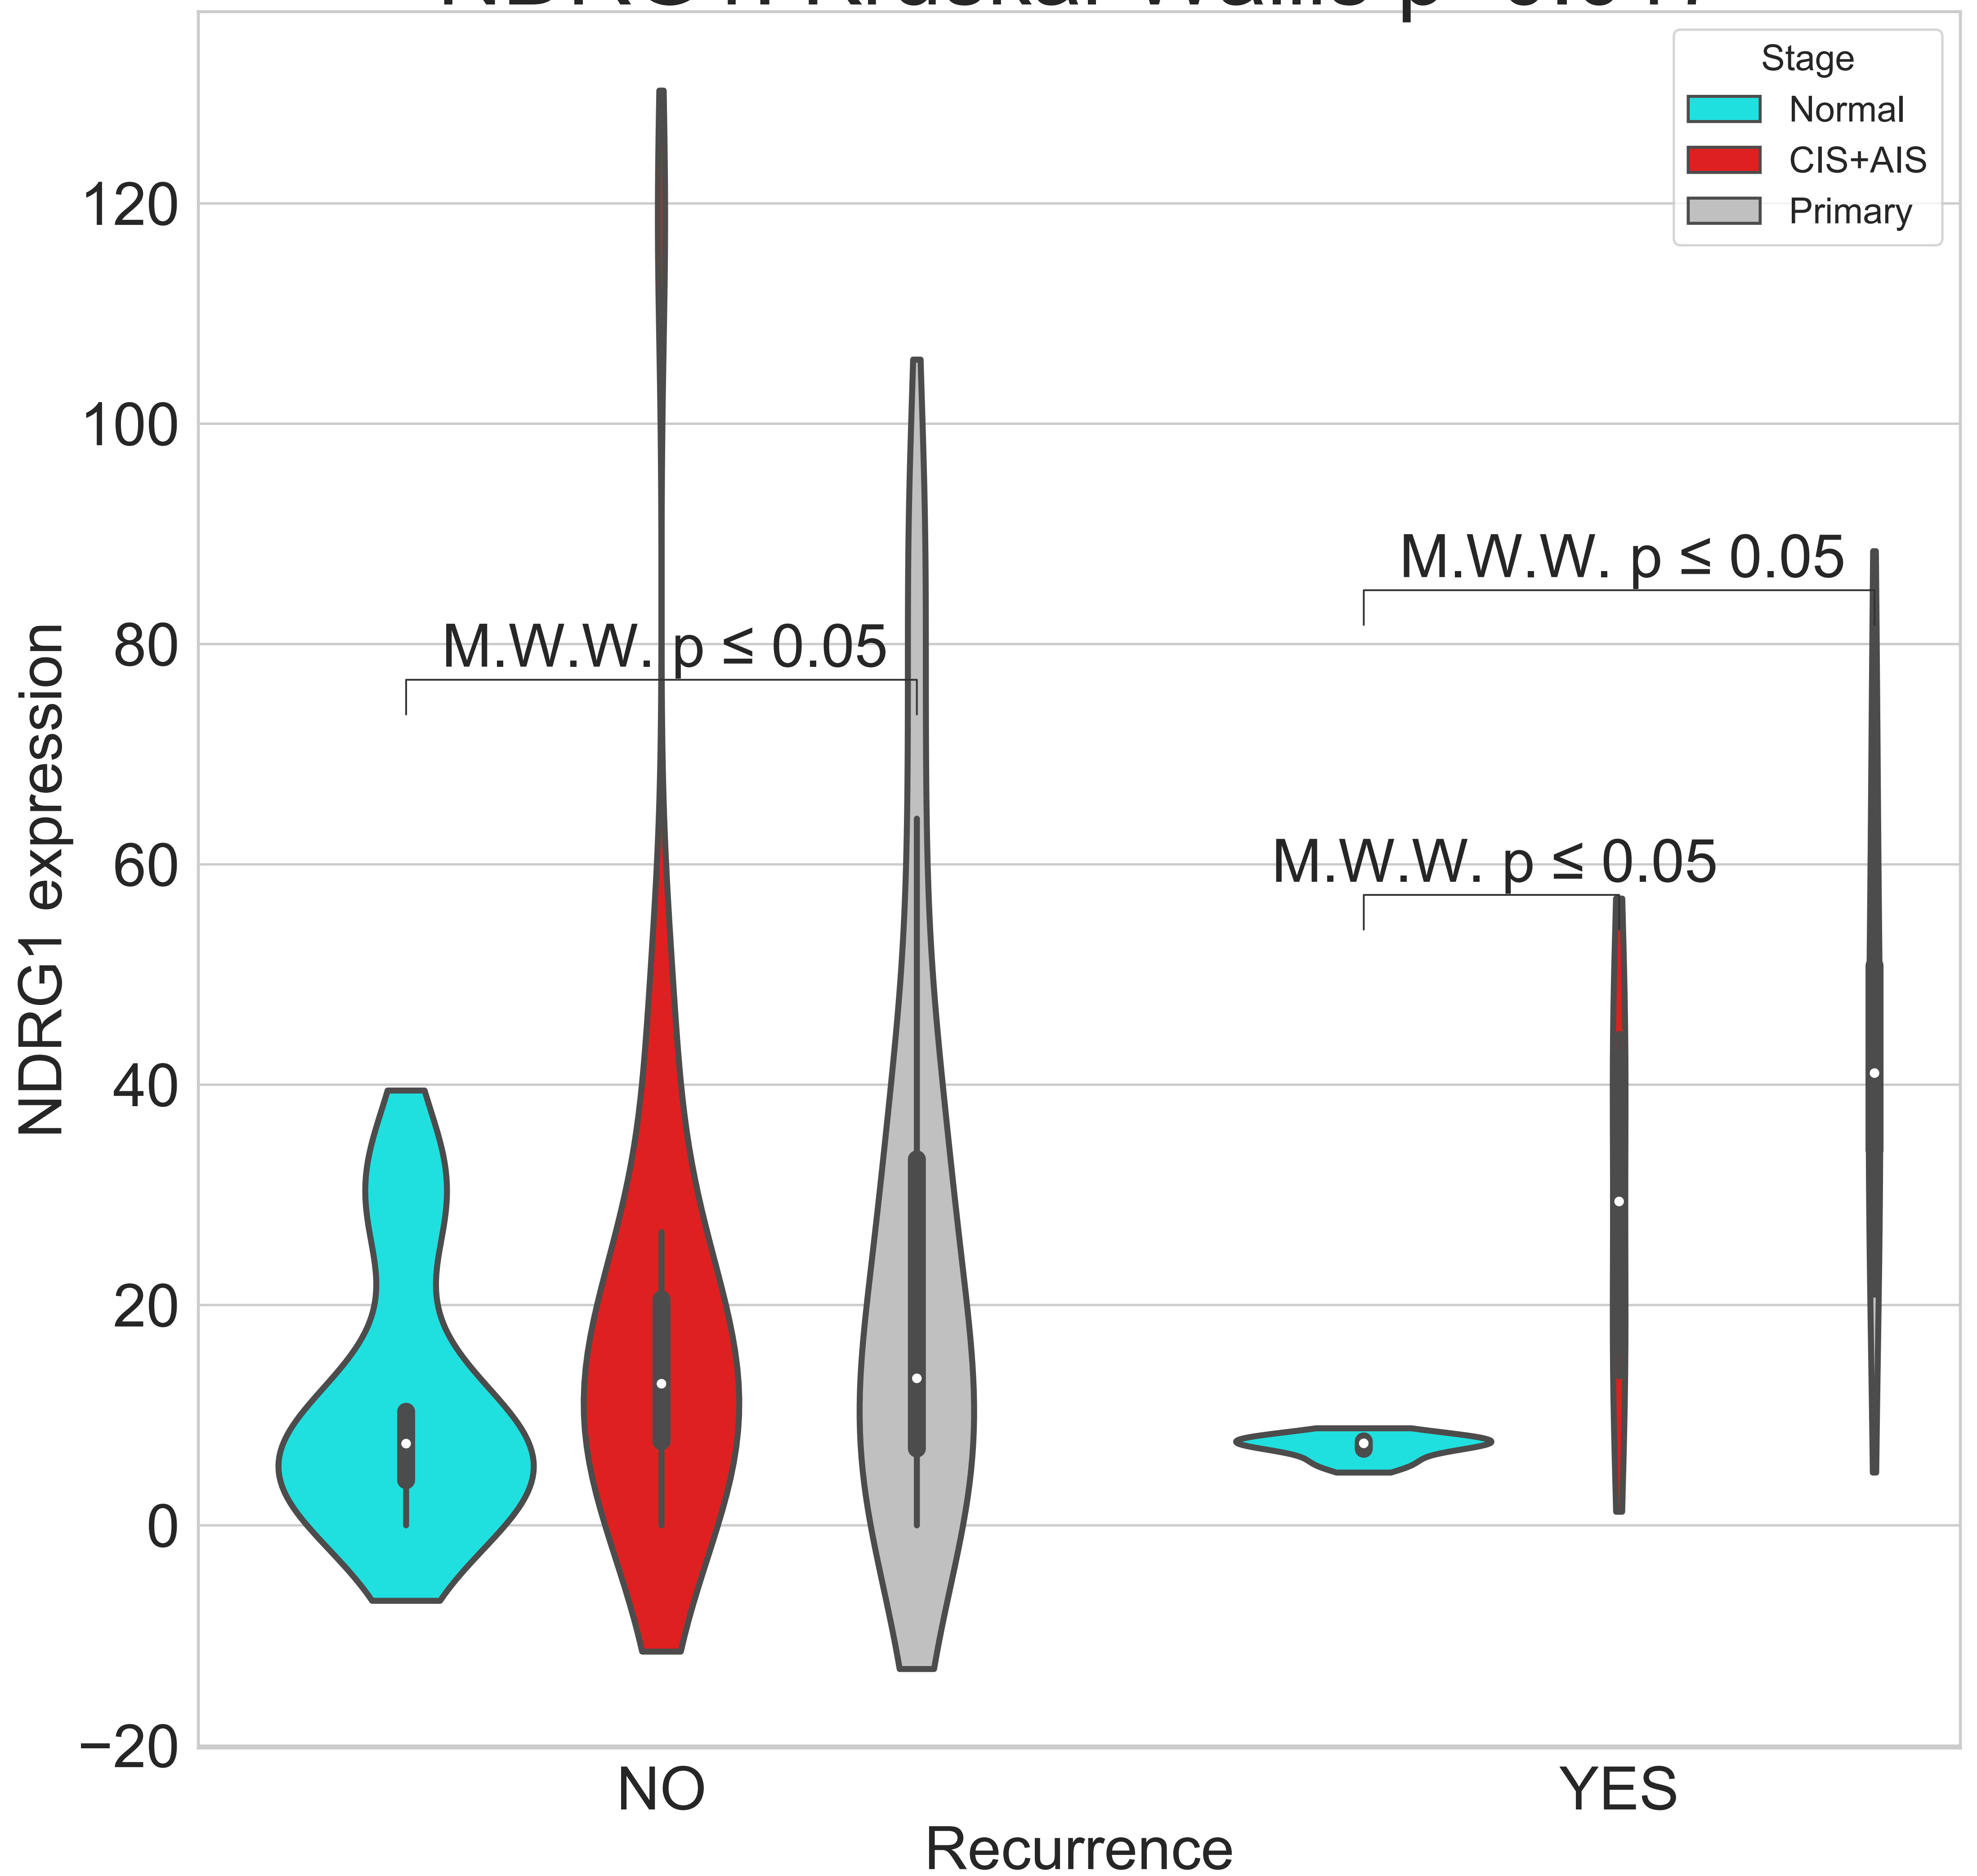 Stage
Normal
CIS+AIS
Primary
120
100
80
60
40
20
0
−20
NDRG1 expression
M.W.W. p ≤ 0.05
M.W.W. p ≤ 0.05
M.W.W. p ≤ 0.05
NO
YES
Recurrence